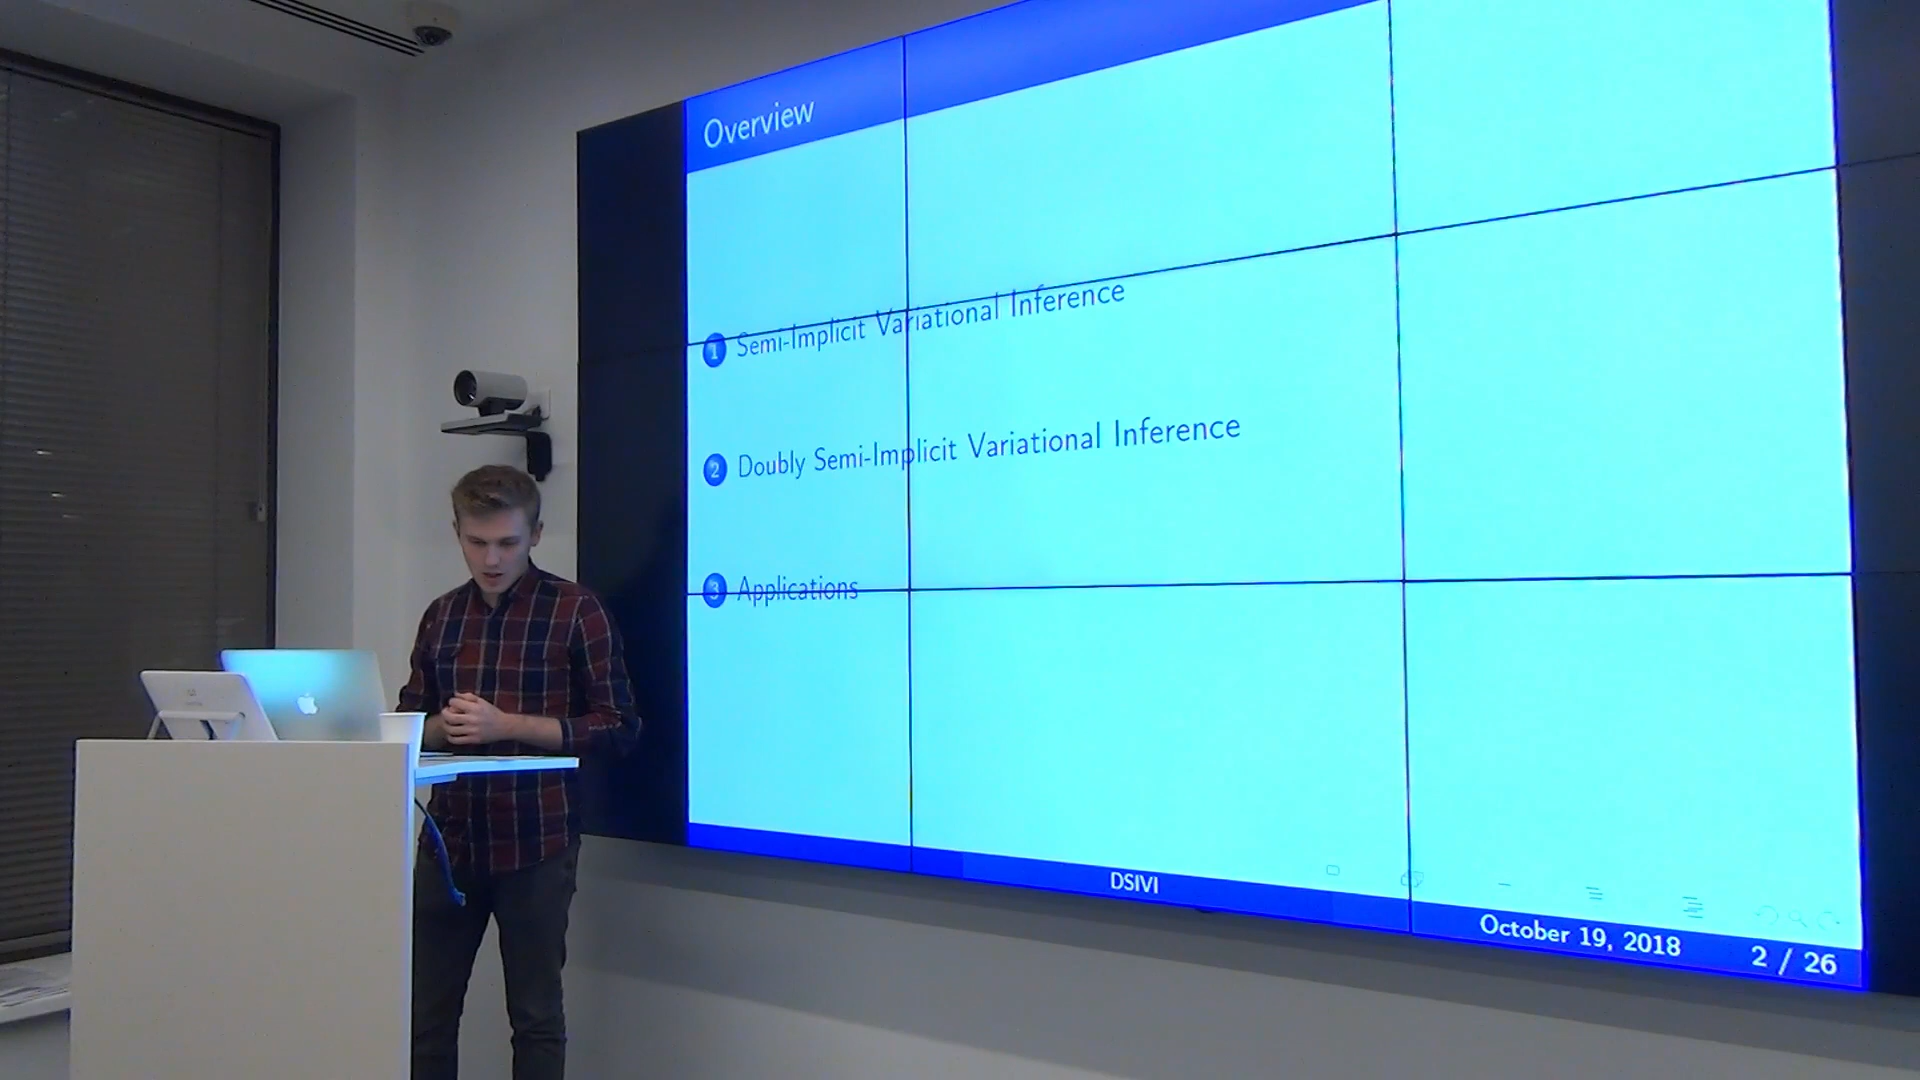 Overview
1 Semi-Implicit Variational Inference
2 Doubly Semi-Implicit Variational Inference
3 Applications
DSIVI
October 19, 2018
2 / 26